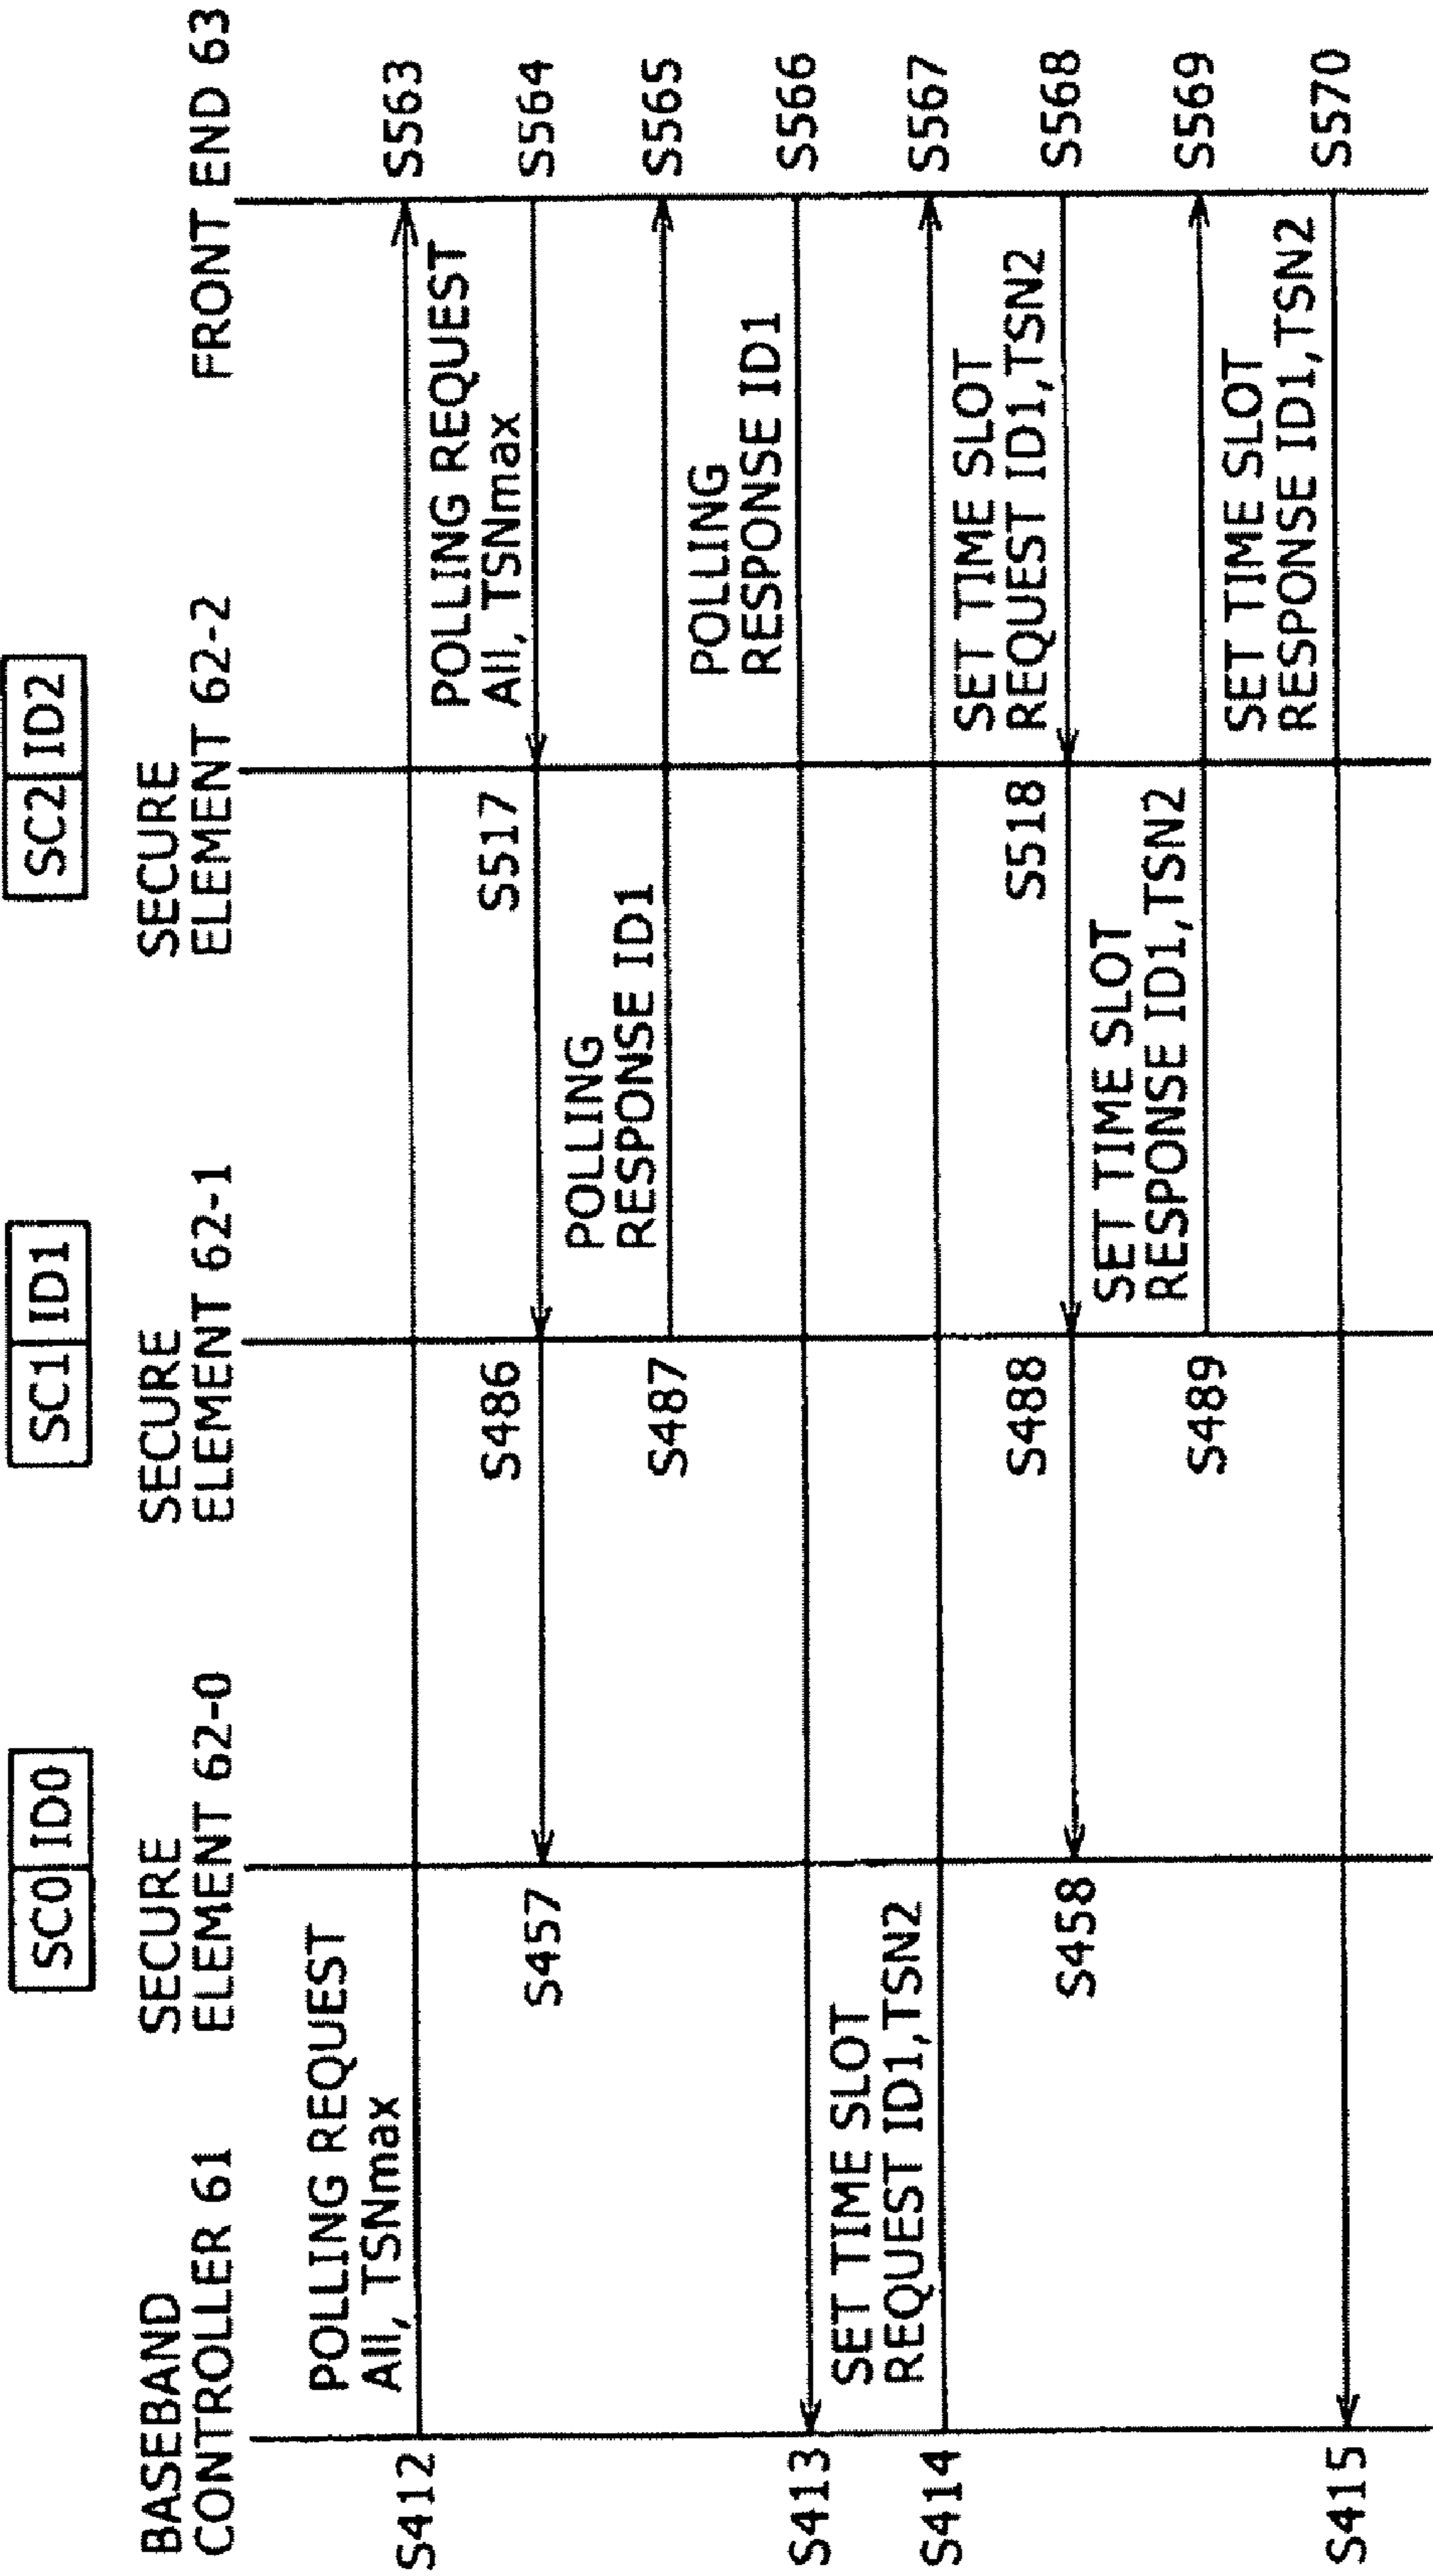 SC0 ID0
SC1 ID1
SC2 ID2
BASEBAND
CONTROLLER 61
SECURE
ELEMENT 62-0
SECURE
ELEMENT 62-1
SECURE
ELEMENT 62-2
FRONT END 63
S412
POLLING REQUEST
All, TSNmax
S563
POLLING REQUEST
All, TSNmax
S564
S517
S486
S457
POLLING
RESPONSE ID1
S487
S565
POLLING
RESPONSE ID1
S566
S413
SET TIME SLOT
REQUEST ID1,TSN2
S414
S567
SET TIME SLOT
REQUEST ID1,TSN2
S568
S518
S488
S458
SET TIME SLOT
RESPONSE ID1,TSN2
S489
S569
SET TIME SLOT
RESPONSE ID1,TSN2
S570
S415